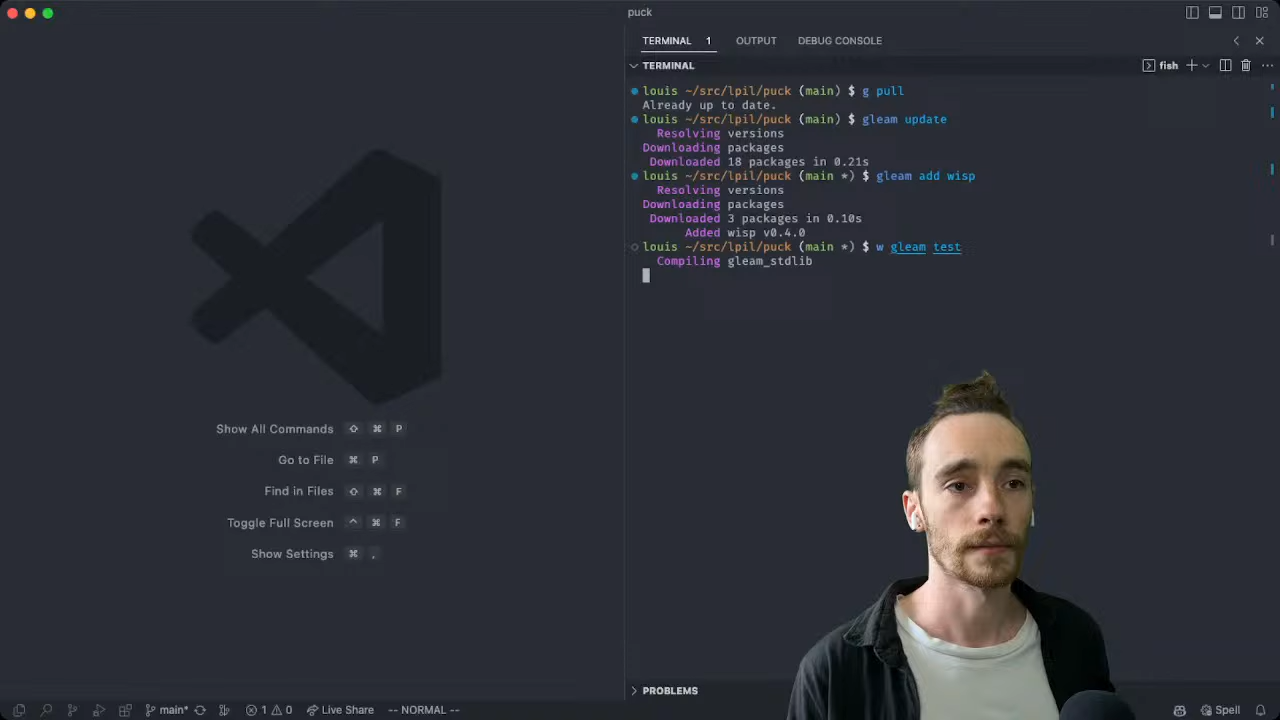 puck
Show All Commands ⇧ ⌘ P
Go to File ⌘ P
Find in Files ⇧ ⌘ F
Toggle Full Screen ^ ⌘ F
Show Settings ⌘ ,
TERMINAL 1 OUTPUT DEBUG CONSOLE
TERMINAL fish
louis ~/src/lpil/puck (main) $ g pull
Already up to date.
louis ~/src/lpil/puck (main) $ gleam update
Resolving versions
Downloading packages
Downloaded 18 packages in 0.21s
louis ~/src/lpil/puck (main *) $ gleam add wisp
Resolving versions
Downloading packages
Downloaded 3 packages in 0.10s
Added wisp v0.4.0
louis ~/src/lpil/puck (main *) $ w gleam test
Compiling gleam_stdlib
PROBLEMS
main* 1 0 Live Share -- NORMAL -- Spell